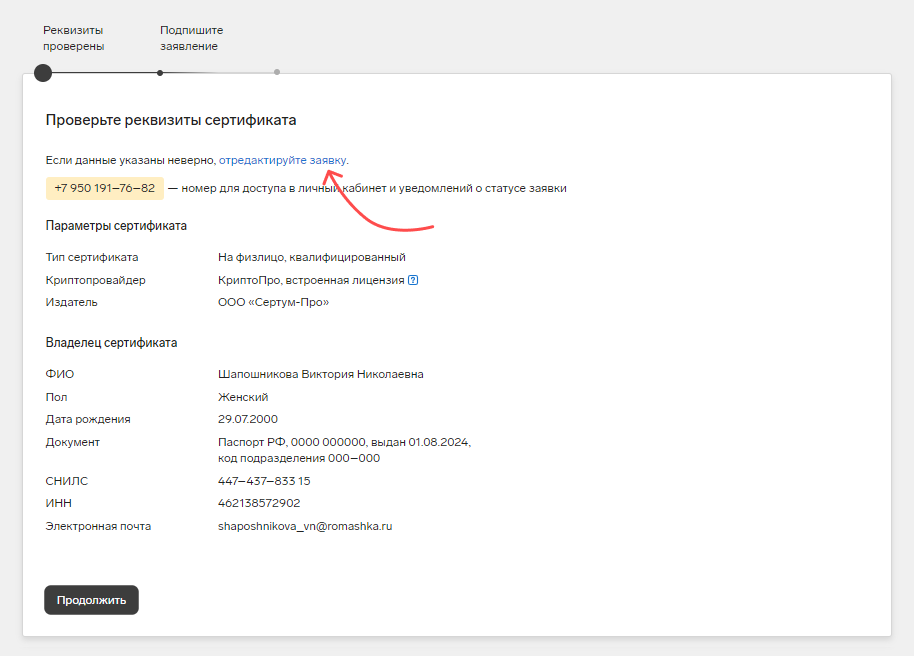 Реквизиты проверены
Подпишите заявление
Проверьте реквизиты сертификата
Если данные указаны неверно, отредактируйте заявку.
+7 950 191–76–82 — номер для доступа в личный кабинет и уведомлений о статусе заявки
Параметры сертификата
Тип сертификата На физлицо, квалифицированный
Криптопровайдер КриптоПро, встроенная лицензия ?
Издатель ООО «Сертум-Про»
Владелец сертификата
ФИО Шапошникова Виктория Николаевна
Пол Женский
Дата рождения 29.07.2000
Документ Паспорт РФ, 0000 000000, выдан 01.08.2024,
код подразделения 000–000
СНИЛС 447–437–833 15
ИНН 462138572902
Электронная почта shaposhnikova_vn@romashka.ru
Продолжить